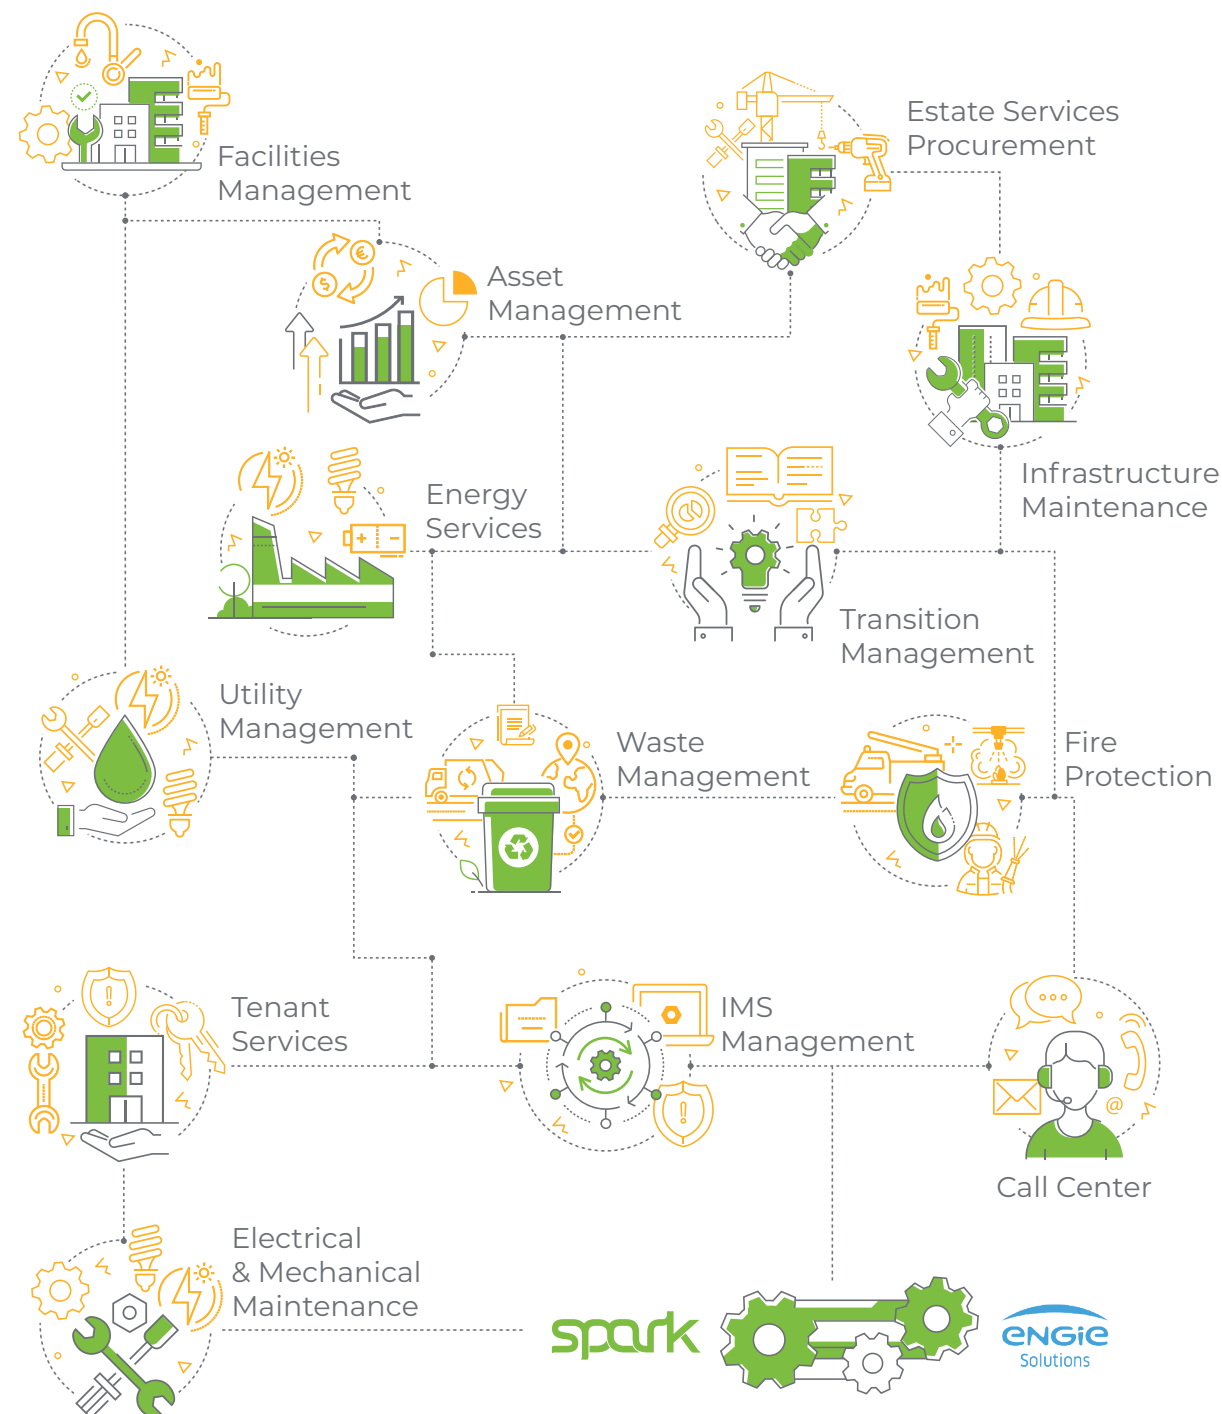 Facilities
Management
Estate Services
Procurement
€
$
Asset
Management
Infrastructure
Maintenance
Energy
Services
+ -
Transition
Management
Utility
Management
Waste
Management
Fire
Protection
Tenant
Services
!
IMS
Management
!
@
Call Center
Electrical
& Mechanical
Maintenance
spark
ENGIE
Solutions